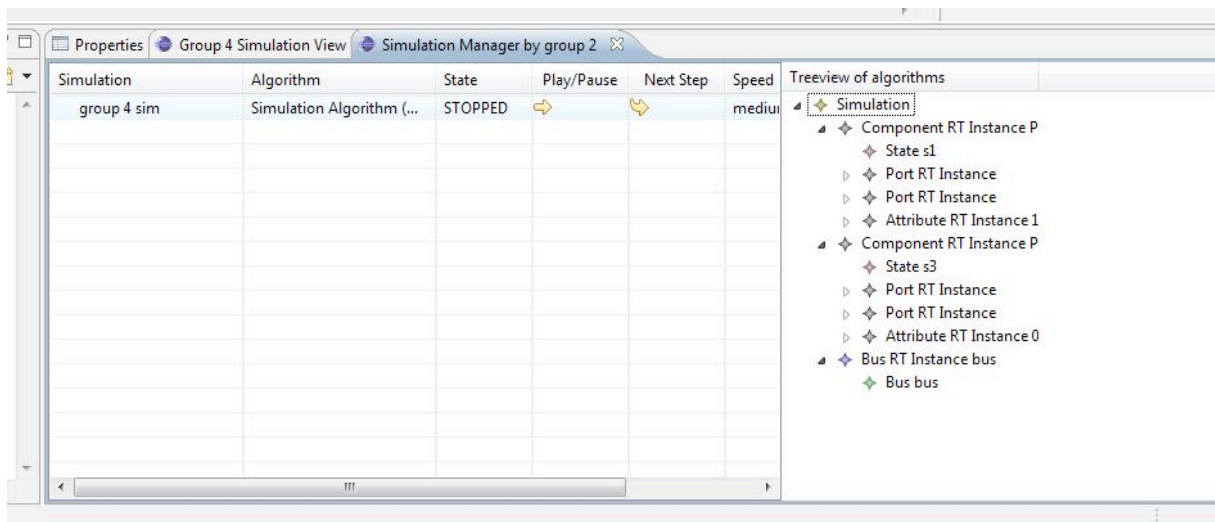 Properties Group 4 Simulation View Simulation Manager by group 2
Simulation Algorithm State Play/Pause Next Step Speed
group 4 sim Simulation Algorithm (... STOPPED mediu
Treeview of algorithms
Simulation
Component RT Instance P
State s1
Port RT Instance
Port RT Instance
Attribute RT Instance 1
Component RT Instance P
State s3
Port RT Instance
Port RT Instance
Attribute RT Instance 0
Bus RT Instance bus
Bus bus